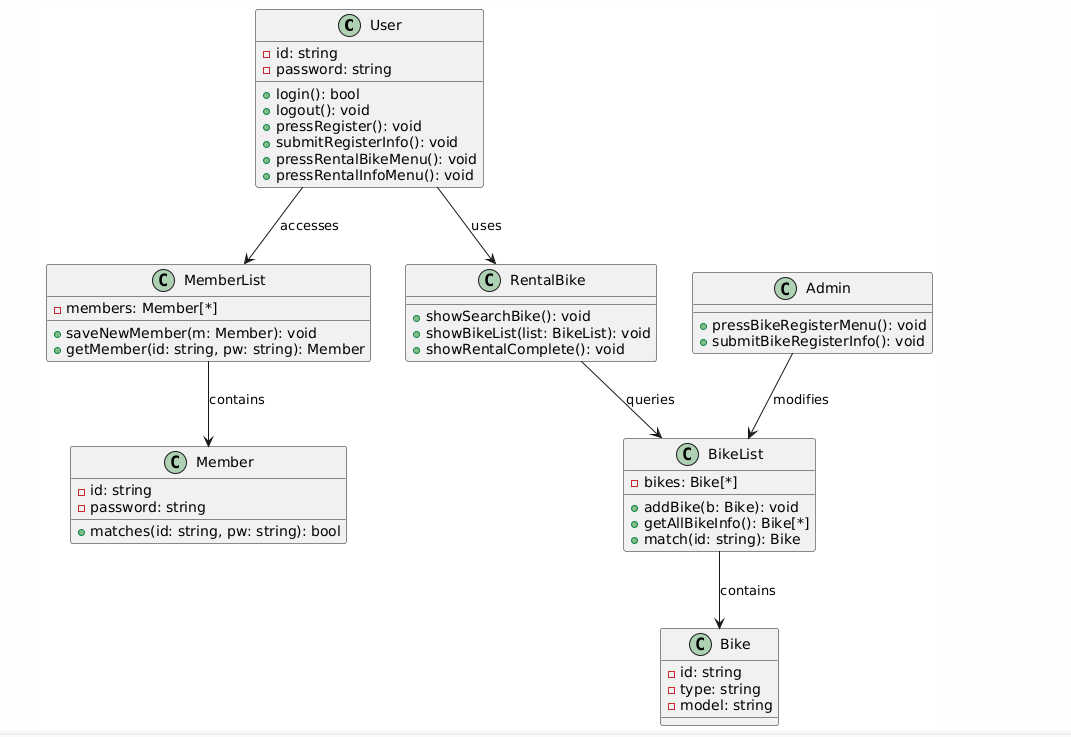 C User
id: string
password: string
login(): bool
logout(): void
pressRegister(): void
submitRegisterInfo(): void
pressRentalBikeMenu(): void
pressRentalInfoMenu(): void
accesses
uses
C MemberList
members: Member[*]
saveNewMember(m: Member): void
getMember(id: string, pw: string): Member
C RentalBike
showSearchBike(): void
showBikeList(list: BikeList): void
showRentalComplete(): void
C Admin
pressBikeRegisterMenu(): void
submitBikeRegisterInfo(): void
contains
queries
modifies
C Member
id: string
password: string
matches(id: string, pw: string): bool
C BikeList
bikes: Bike[*]
addBike(b: Bike): void
getAllBikeInfo(): Bike[*]
match(id: string): Bike
contains
C Bike
id: string
type: string
model: string